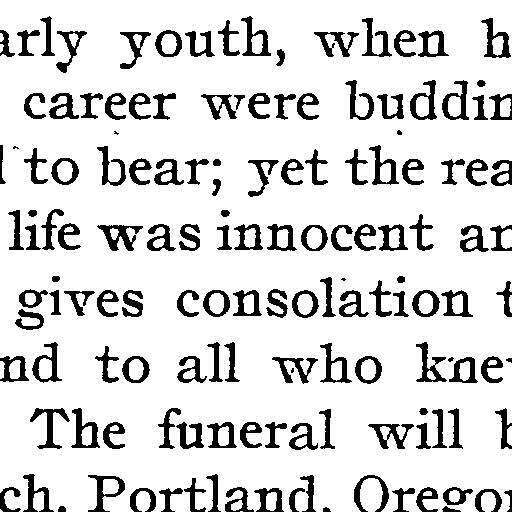 arly youth, when h
career were buddin
l to bear; yet the rea
life was innocent an
gives consolation t
nd to all who knew
The funeral will b
ch, Portland, Oregon